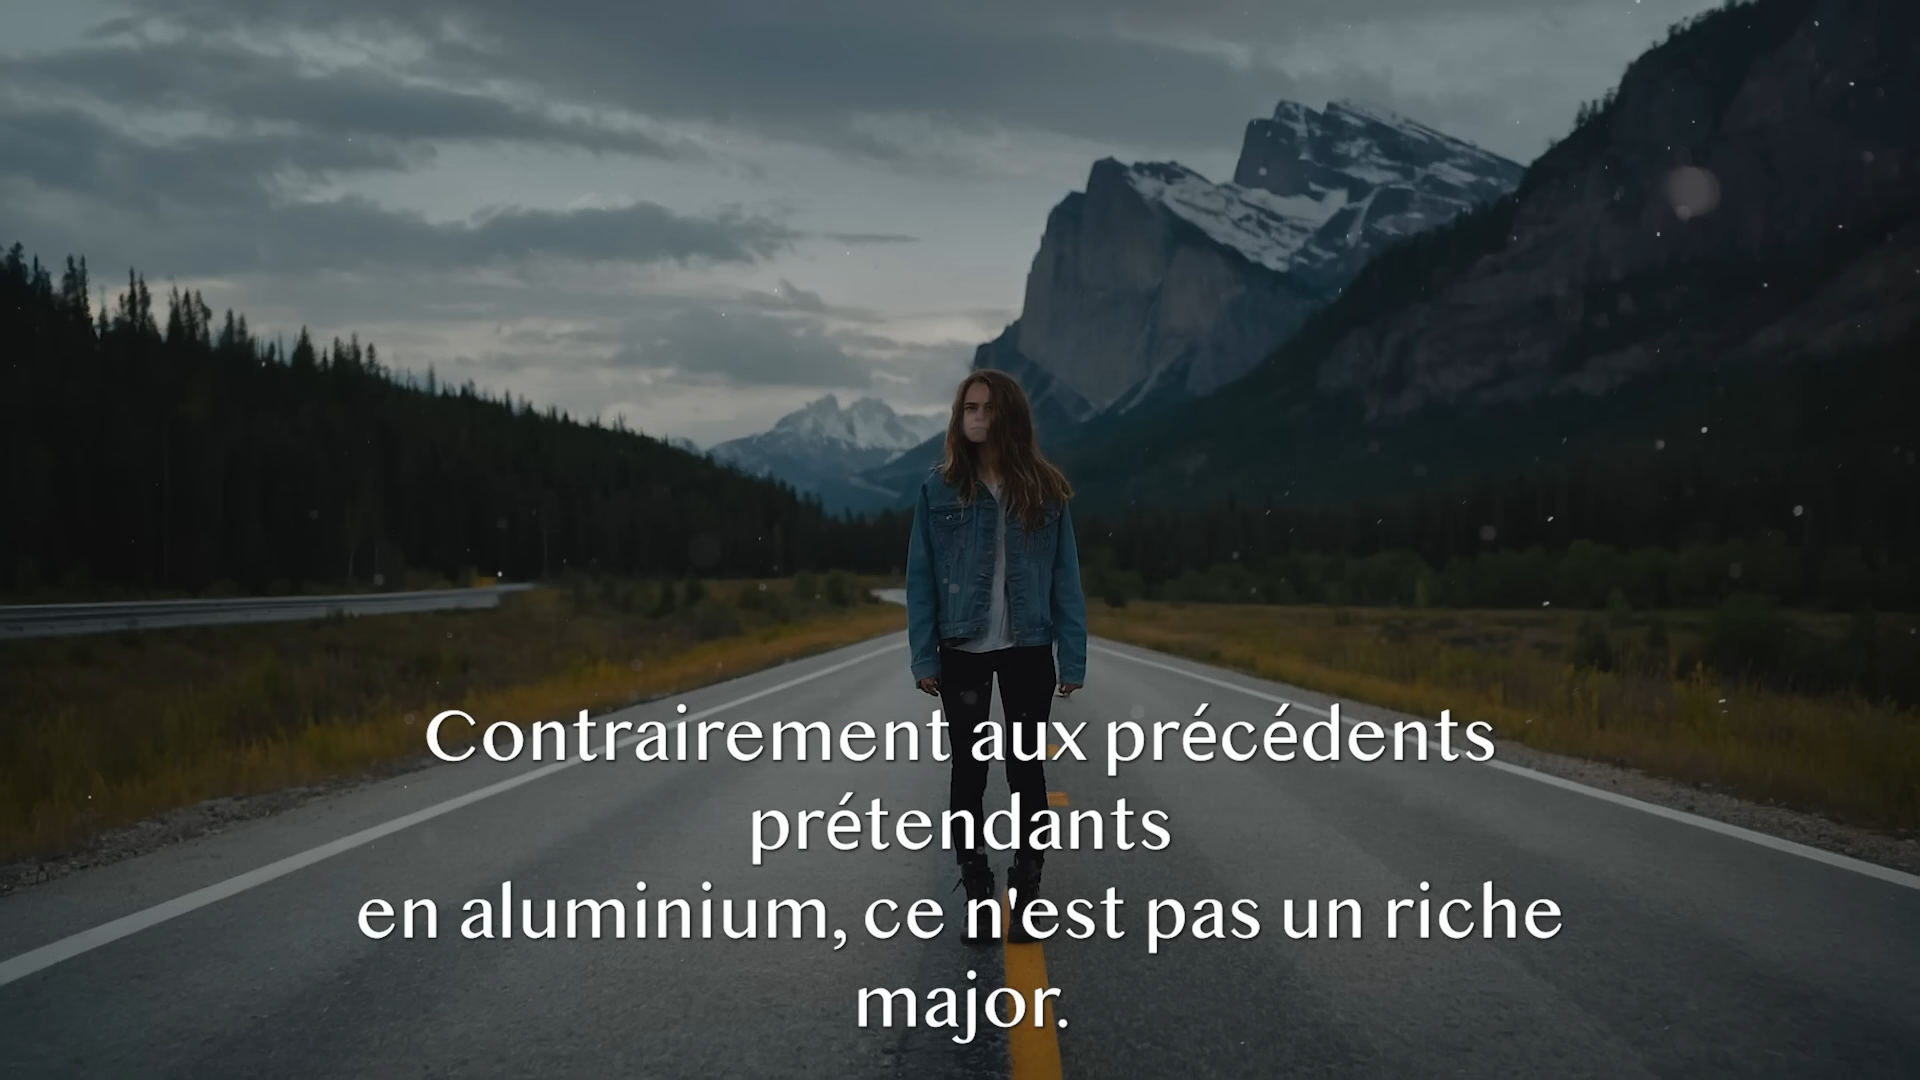 Contrairement aux précédents
prétendants
en aluminium, ce n'est pas un riche
major.